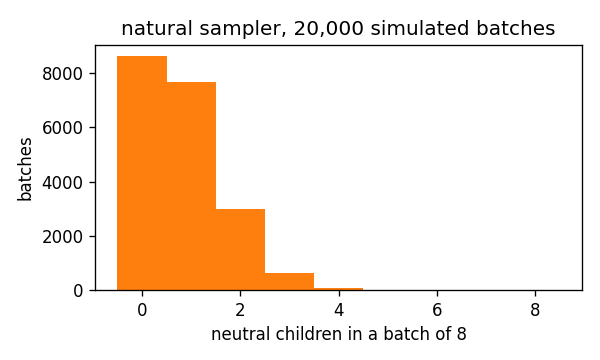 natural sampler, 20,000 simulated batches
batches
8000
6000
4000
2000
0
0 2 4 6 8
neutral children in a batch of 8